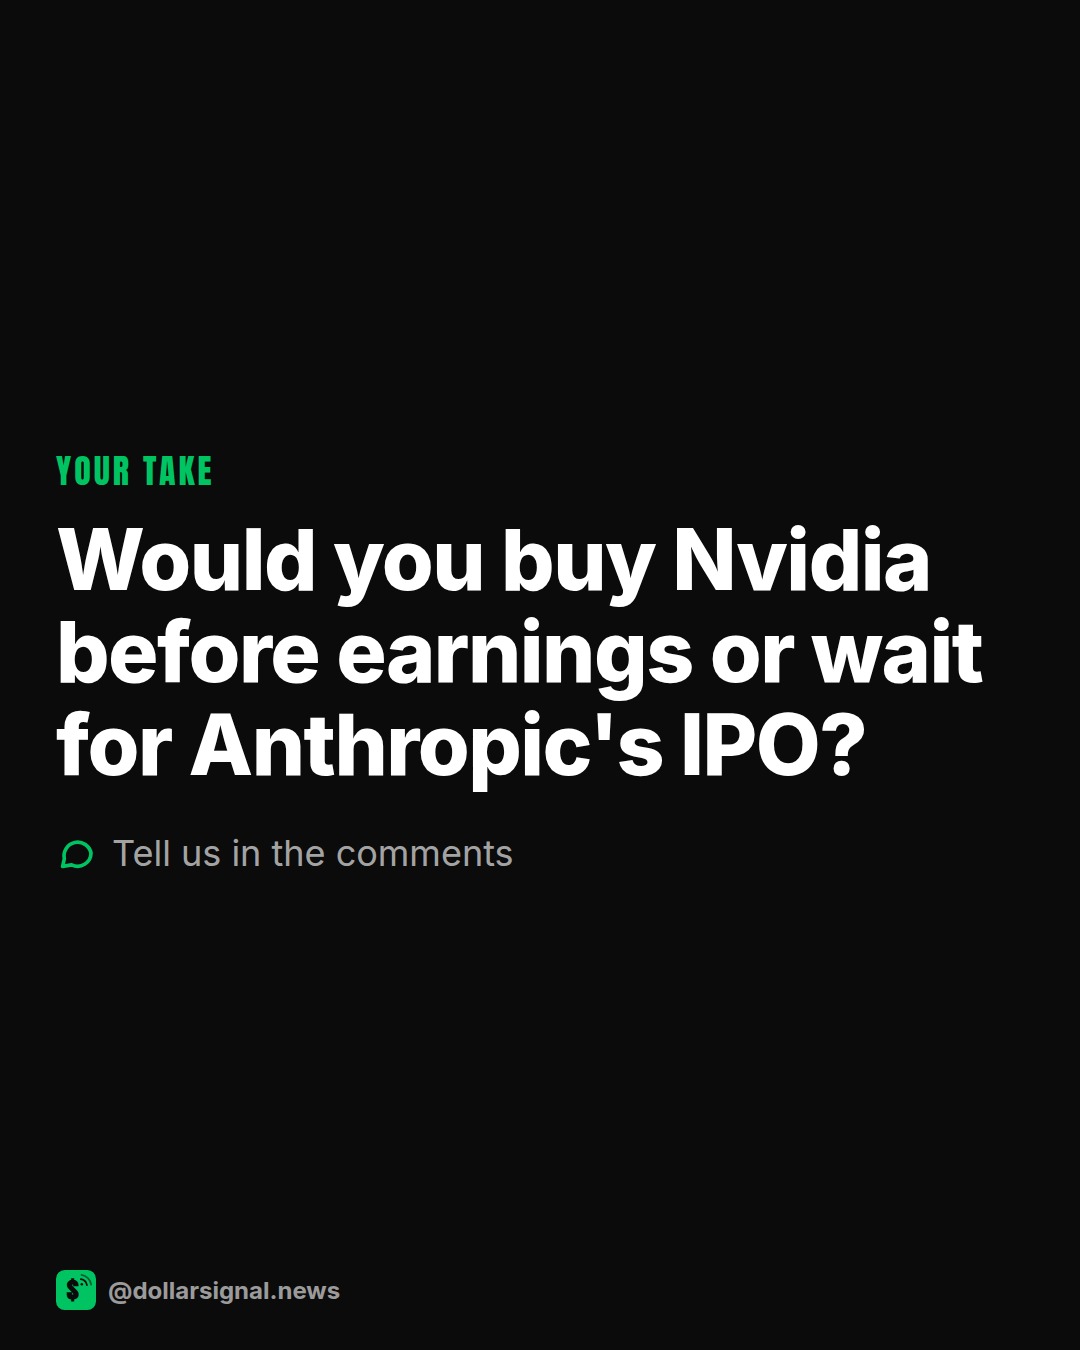 YOUR TAKE
Would you buy Nvidia
before earnings or wait
for Anthropic's IPO?
Tell us in the comments
$ @dollarsignal.news